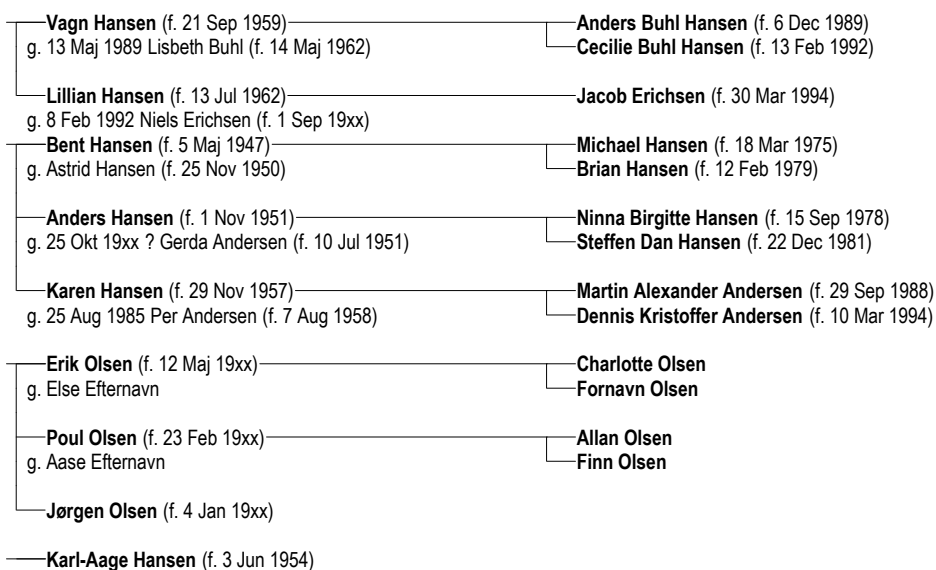 Vagn Hansen (f. 21 Sep 1959) Anders Buhl Hansen (f. 6 Dec 1989)
g. 13 Maj 1989 Lisbeth Buhl (f. 14 Maj 1962) Cecilie Buhl Hansen (f. 13 Feb 1992)
Lillian Hansen (f. 13 Jul 1962) Jacob Erichsen (f. 30 Mar 1994)
g. 8 Feb 1992 Niels Erichsen (f. 1 Sep 19xx)
Bent Hansen (f. 5 Maj 1947) Michael Hansen (f. 18 Mar 1975)
g. Astrid Hansen (f. 25 Nov 1950) Brian Hansen (f. 12 Feb 1979)
Anders Hansen (f. 1 Nov 1951) Ninna Birgitte Hansen (f. 15 Sep 1978)
g. 25 Okt 19xx ? Gerda Andersen (f. 10 Jul 1951) Steffen Dan Hansen (f. 22 Dec 1981)
Karen Hansen (f. 29 Nov 1957) Martin Alexander Andersen (f. 29 Sep 1988)
g. 25 Aug 1985 Per Andersen (f. 7 Aug 1958) Dennis Kristoffer Andersen (f. 10 Mar 1994)
Erik Olsen (f. 12 Maj 19xx) Charlotte Olsen
g. Else Efternavn Fornavn Olsen
Poul Olsen (f. 23 Feb 19xx) Allan Olsen
g. Aase Efternavn Finn Olsen
Jørgen Olsen (f. 4 Jan 19xx)
Karl-Aage Hansen (f. 3 Jun 1954)